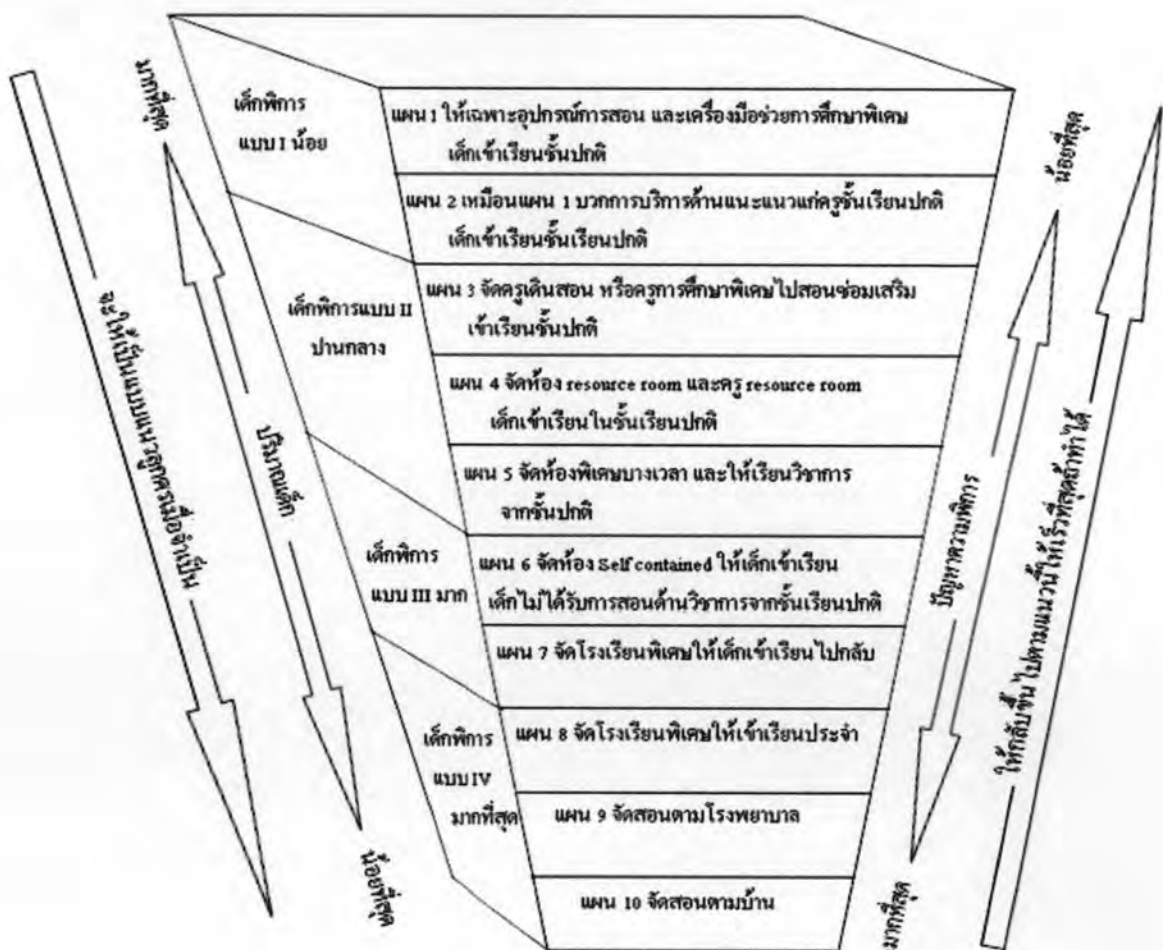 เด็กพิการ
แบบ I น้อย
เด็กพิการแบบ II
ปานกลาง
เด็กพิการ
แบบ III มาก
เด็กพิการ
แบบ IV
มากที่สุด
แผน 1 ให้เฉพาะอุปกรณ์การสอน และเครื่องมือช่วยการศึกษาพิเศษ
เด็กเข้าเรียนชั้นปกติ
แผน 2 เหมือนแผน 1 บวกการบริการด้านแนะแนวแก่ครูชั้นเรียนปกติ
เด็กเข้าเรียนชั้นเรียนปกติ
แผน 3 จัดครูเดินสอน หรือครูการศึกษาพิเศษไปสอนซ่อมเสริม
เข้าเรียนชั้นปกติ
แผน 4 จัดห้อง resource room และครู resource room
เด็กเข้าเรียนในชั้นเรียนปกติ
แผน 5 จัดห้องพิเศษบางเวลา และให้เรียนวิชาการ
จากชั้นปกติ
แผน 6 จัดห้อง Self contained ให้เด็กเข้าเรียน
เด็กไม่ได้รับการสอนด้านวิชาการจากชั้นเรียนปกติ
แผน 7 จัดโรงเรียนพิเศษให้เด็กเข้าเรียนไปกลับ
แผน 8 จัดโรงเรียนพิเศษให้เข้าเรียนประจำ
แผน 9 จัดสอนตามโรงพยาบาล
แผน 10 จัดสอนตามบ้าน
จะให้เป็นแบบแนวดูลง
เมื่อจำเป็น
มากที่สุด
ปริมาณเด็ก
น้อยที่สุด
น้อยที่สุด
ปัญหาความพิการ
มากที่สุด
ให้กลับขึ้นไปตามแนวนี้ให้เร็วที่สุดถ้าทำได้